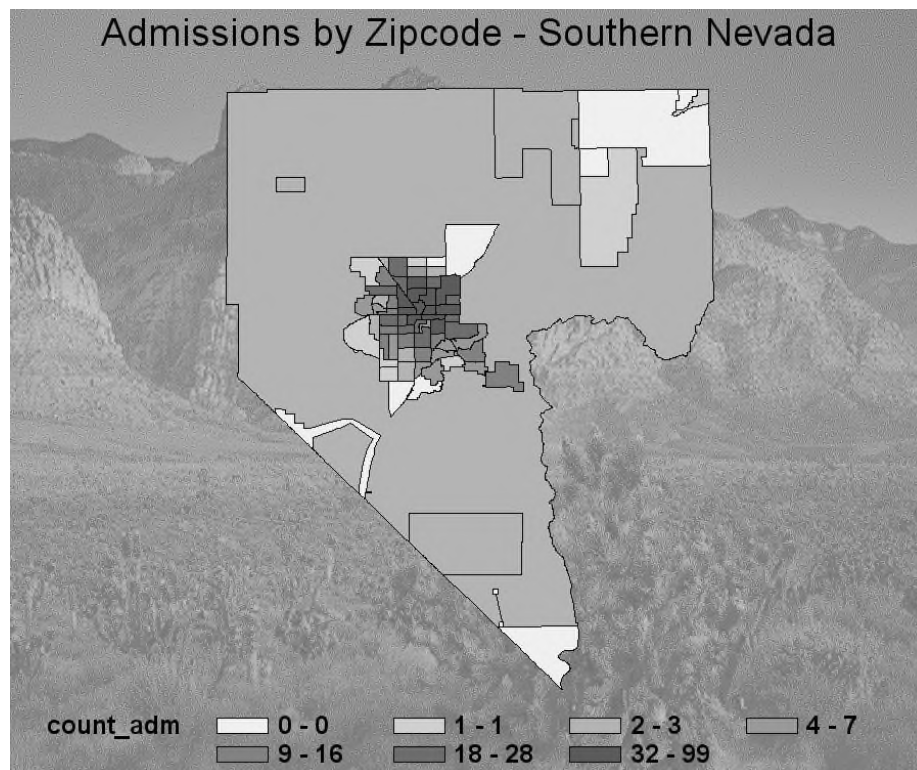 Admissions by Zipcode - Southern Nevada
count_adm 0 - 0 1 - 1 2 - 3 4 - 7
9 - 16 18 - 28 32 - 99